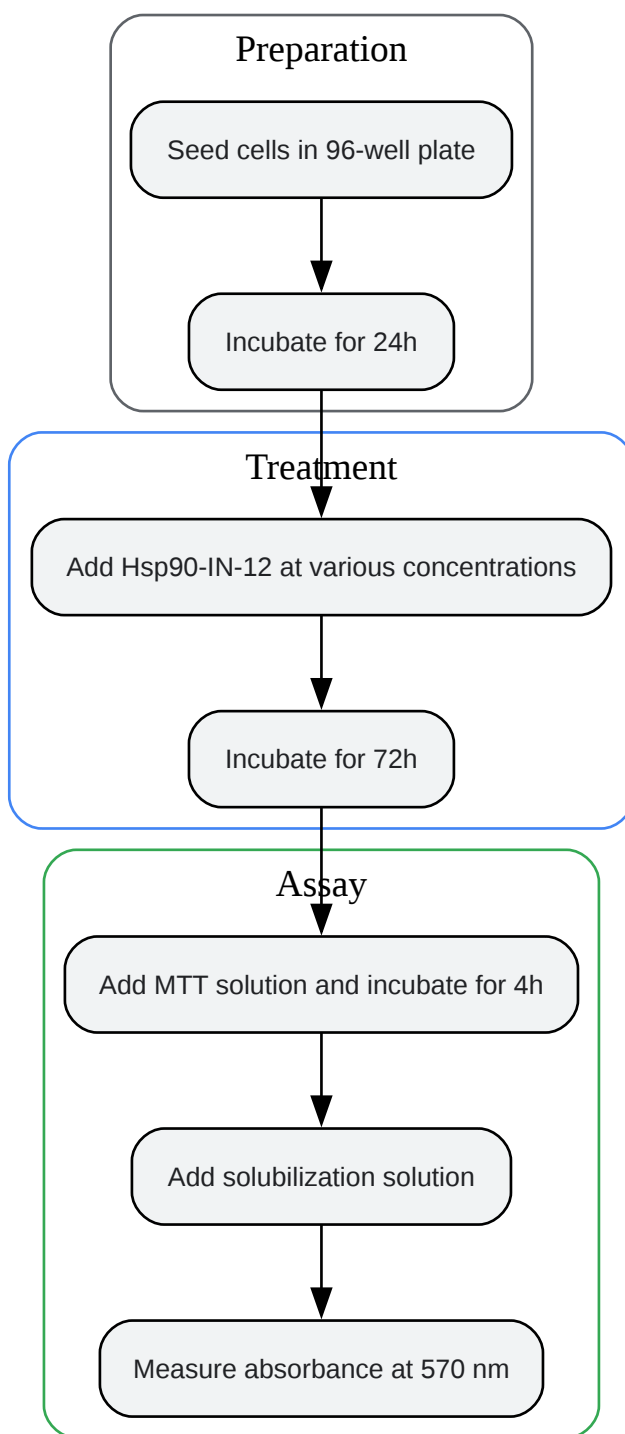 Preparation
Seed cells in 96-well plate
Incubate for 24h
Treatment
Add Hsp90-IN-12 at various concentrations
Incubate for 72h
Assay
Add MTT solution and incubate for 4h
Add solubilization solution
Measure absorbance at 570 nm